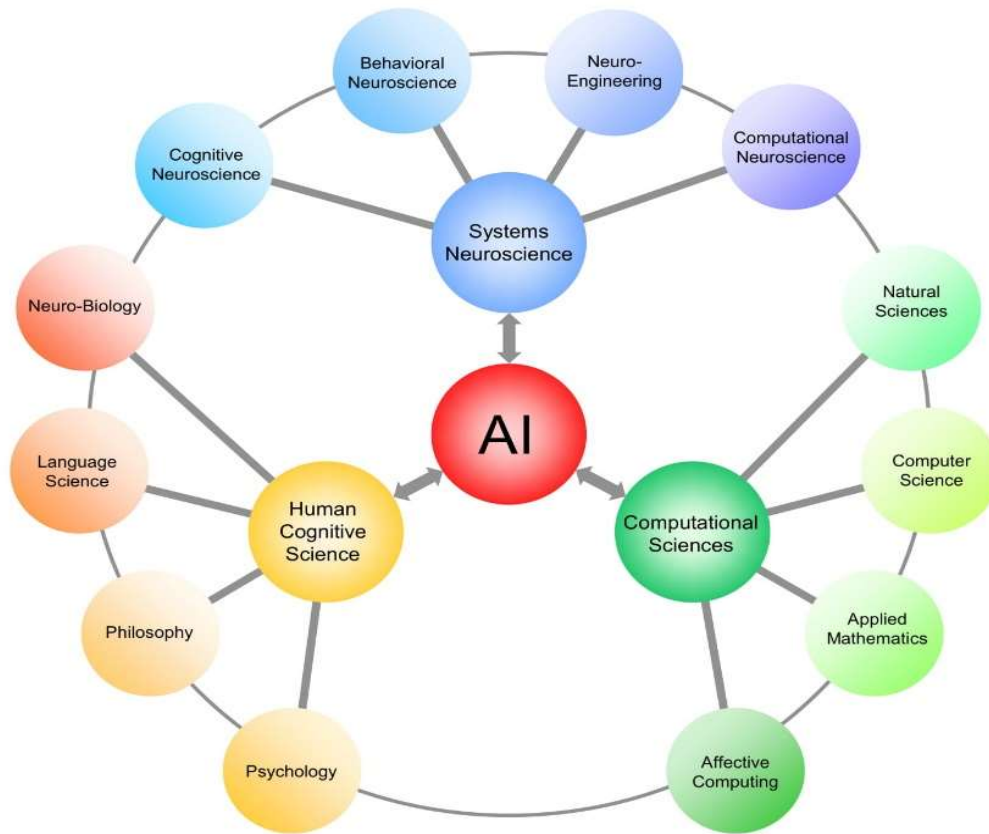 Behavioral
Neuroscience
Neuro-
Engineering
Cognitive
Neuroscience
Computational
Neuroscience
Systems
Neuroscience
Neuro-Biology
Natural
Sciences
AI
Language
Science
Computer
Science
Human
Cognitive
Science
Computational
Sciences
Philosophy
Applied
Mathematics
Psychology
Affective
Computing